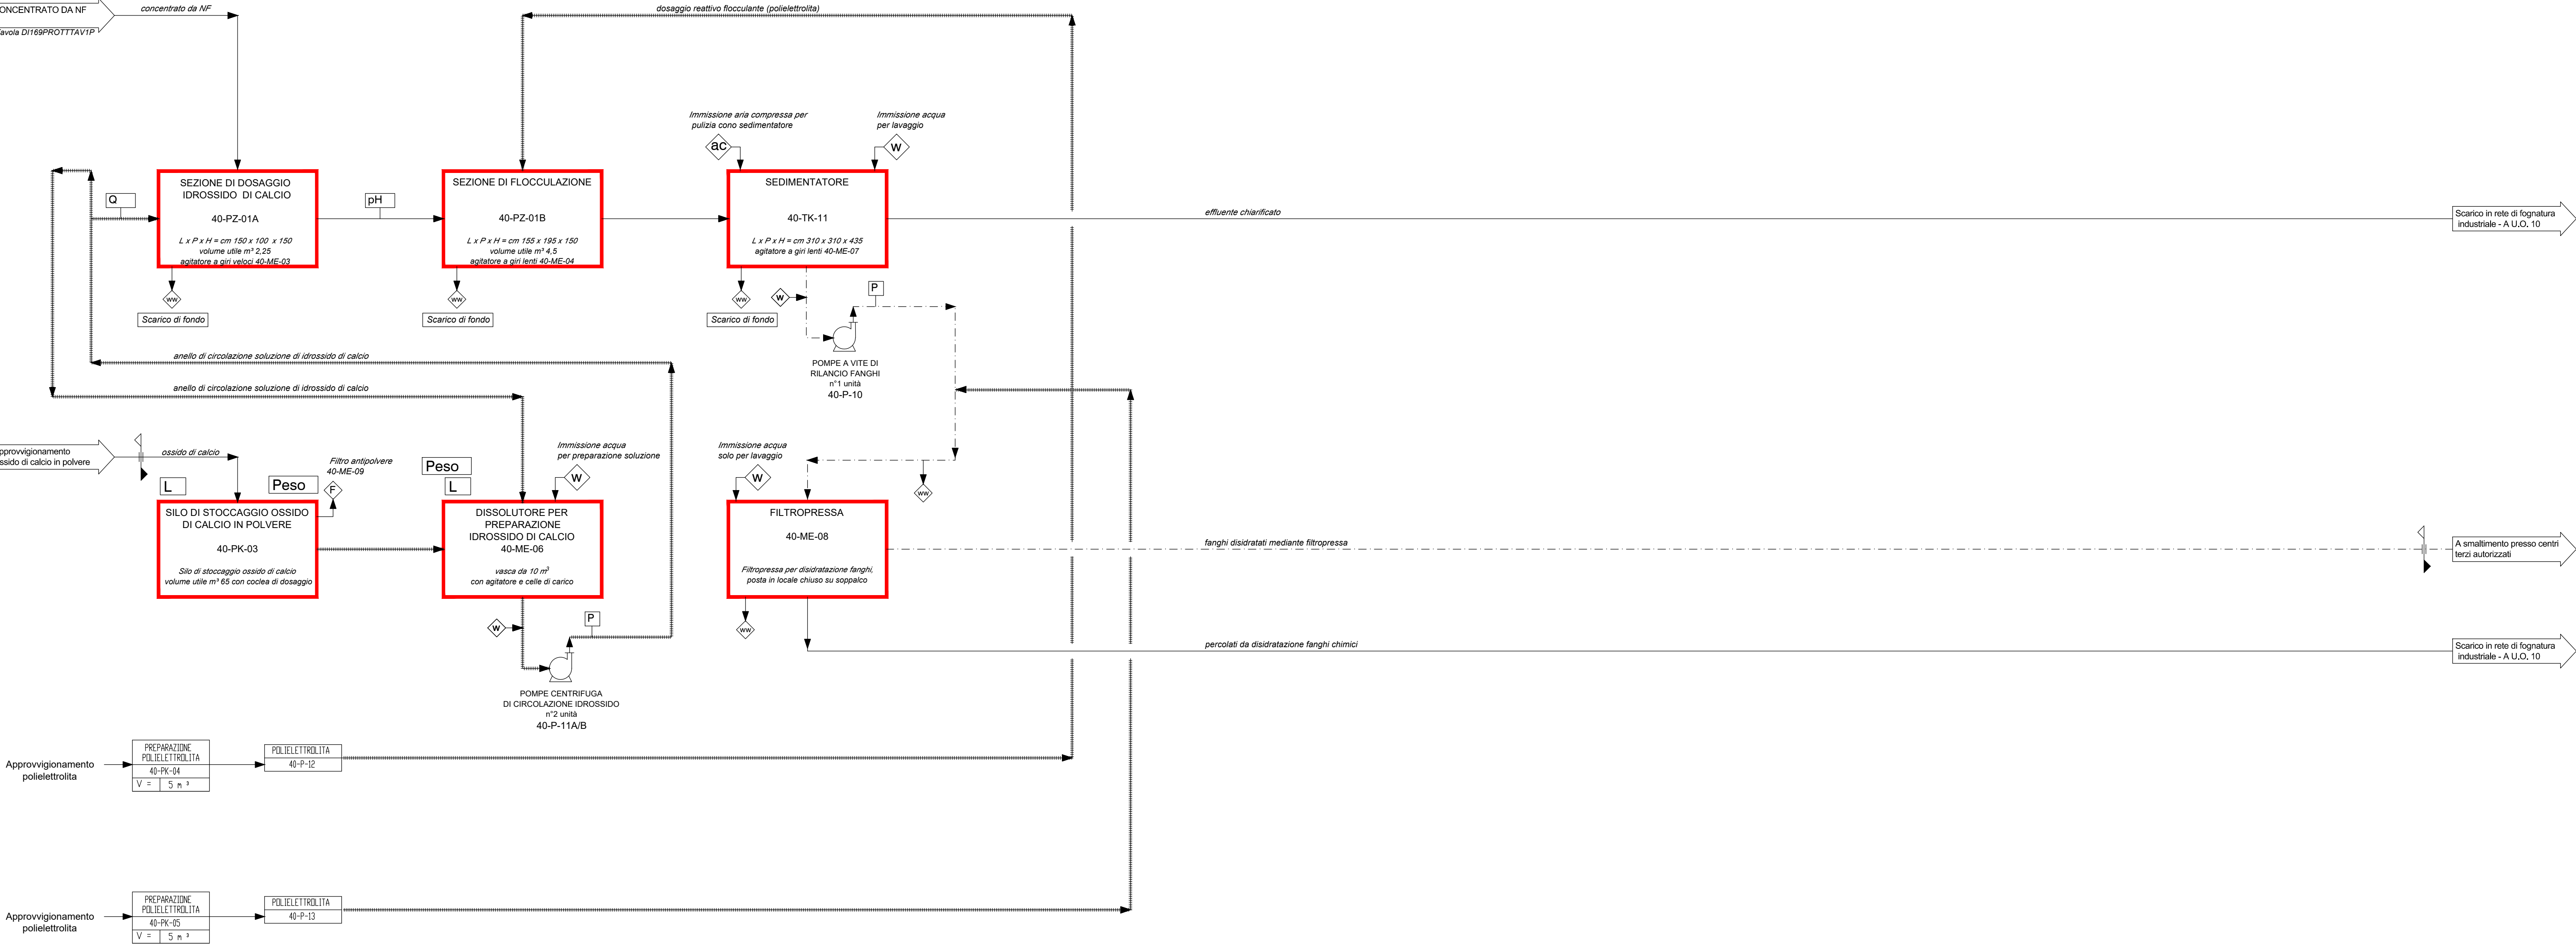 ONCENTRATO DA NF
avola DI169PROTTTAV1P
concentrato da NF
dosaggio reattivo flocculante (polielettrolita)
Immissione aria compressa per
pulizia cono sedimentatore
ac
Immissione acqua
per lavaggio
w
Q
SEZIONE DI DOSAGGIO
IDROSSIDO DI CALCIO
40-PZ-01A
L x P x H = cm 150 x 100 x 150
volume utile m³ 2,25
agitatore a giri veloci 40-ME-03
pH
SEZIONE DI FLOCCULAZIONE
40-PZ-01B
L x P x H = cm 155 x 195 x 150
volume utile m³ 4,5
agitatore a giri lenti 40-ME-04
SEDIMENTATORE
40-TK-11
L x P x H = cm 310 x 310 x 435
agitatore a giri lenti 40-ME-07
effluente chiarificato
Scarico in rete di fognatura
industriale - A U.O. 10
ww
Scarico di fondo
ww
Scarico di fondo
ww
Scarico di fondo
w
P
POMPE A VITE DI
RILANCIO FANGHI
n°1 unità
40-P-10
anello di circolazione soluzione di idrossido di calcio
anello di circolazione soluzione di idrossido di calcio
pprovvigionamento
ssido di calcio in polvere
ossido di calcio
L
Peso
Filtro antipolvere
40-ME-09
F
Peso
L
Immissione acqua
per preparazione soluzione
w
Immissione acqua
solo per lavaggio
w
ww
SILO DI STOCCAGGIO OSSIDO
DI CALCIO IN POLVERE
40-PK-03
Silo di stoccaggio ossido di calcio
volume utile m³ 65 con coclea di dosaggio
DISSOLUTORE PER
PREPARAZIONE
IDROSSIDO DI CALCIO
40-ME-06
vasca da 10 m³
con agitatore e celle di carico
FILTROPRESSA
40-ME-08
Filtropressa per disidratazione fanghi,
posta in locale chiuso su soppalco
fanghi disidratati mediante filtropressa
A smaltimento presso centri
terzi autorizzati
w
P
ww
POMPE CENTRIFUGA
DI CIRCOLAZIONE IDROSSIDO
n°2 unità
40-P-11A/B
percolati da disidratazione fanghi chimici
Scarico in rete di fognatura
industriale - A U.O. 10
Approvvigionamento
polielettrolita
PREPARAZIONE
POLIELETTROLITA
40-PK-04
V = 5 m ³
POLIELETTROLITA
40-P-12
Approvvigionamento
polielettrolita
PREPARAZIONE
POLIELETTROLITA
40-PK-05
V = 5 m ³
POLIELETTROLITA
40-P-13